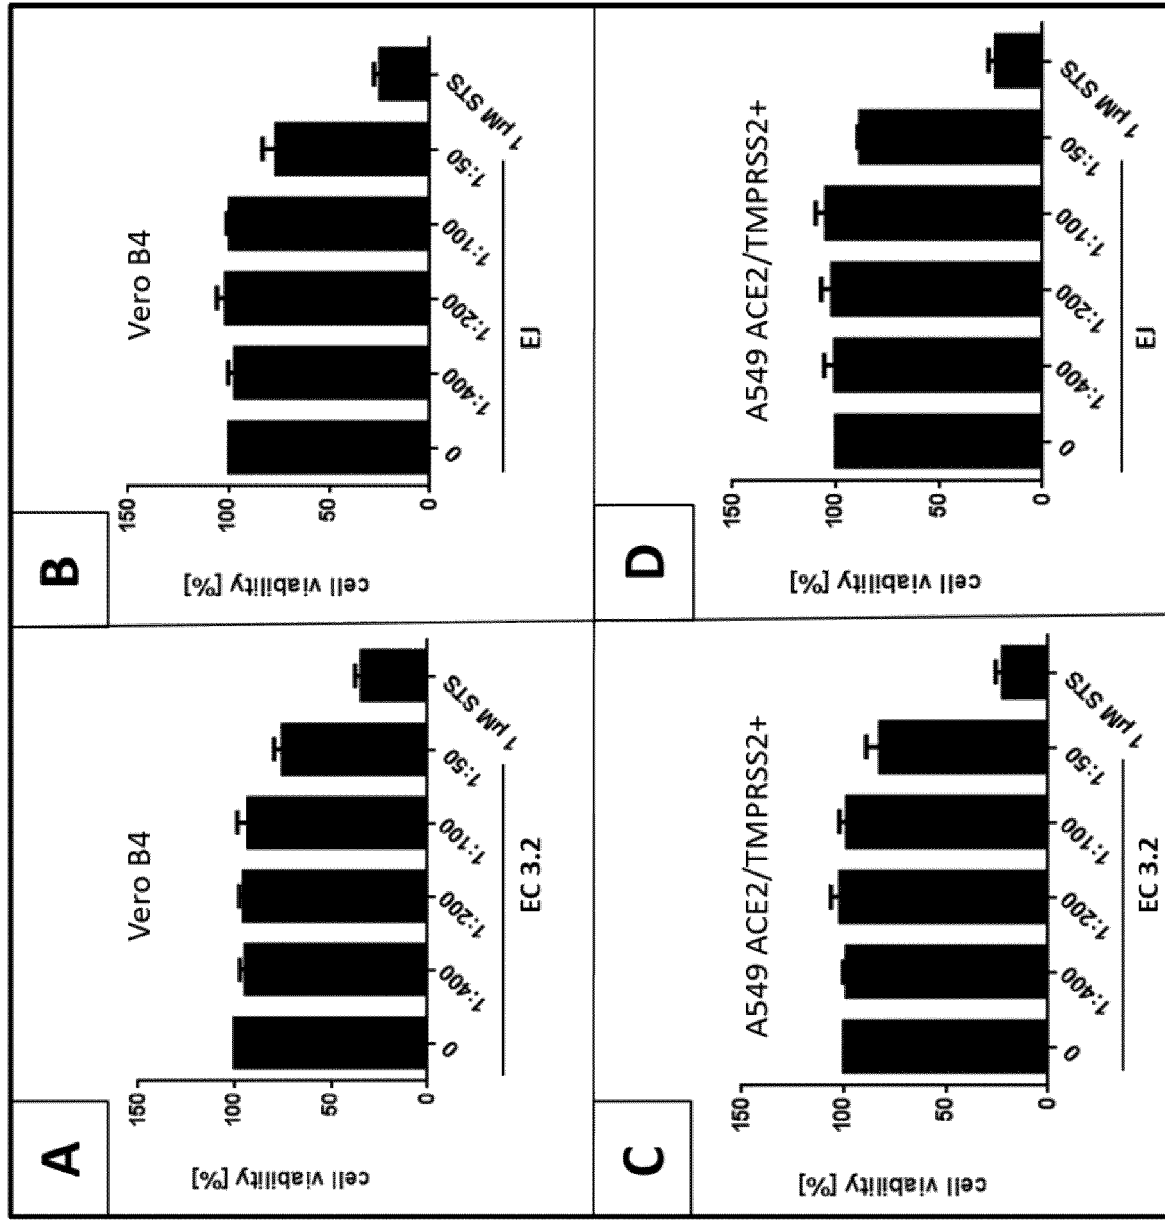 A
Vero B4
cell viability [%]
150
100
50
0
0
1:400
1:200
1:100
1:50
1 µM STS
EC 3.2
B
Vero B4
cell viability [%]
150
100
50
0
0
1:400
1:200
1:100
1:50
1 µM STS
EJ
C
A549 ACE2/TMPRSS2+
cell viability [%]
150
100
50
0
0
1:400
1:200
1:100
1:50
1 µM STS
EC 3.2
D
A549 ACE2/TMPRSS2+
cell viability [%]
150
100
50
0
0
1:400
1:200
1:100
1:50
1 µM STS
EJ